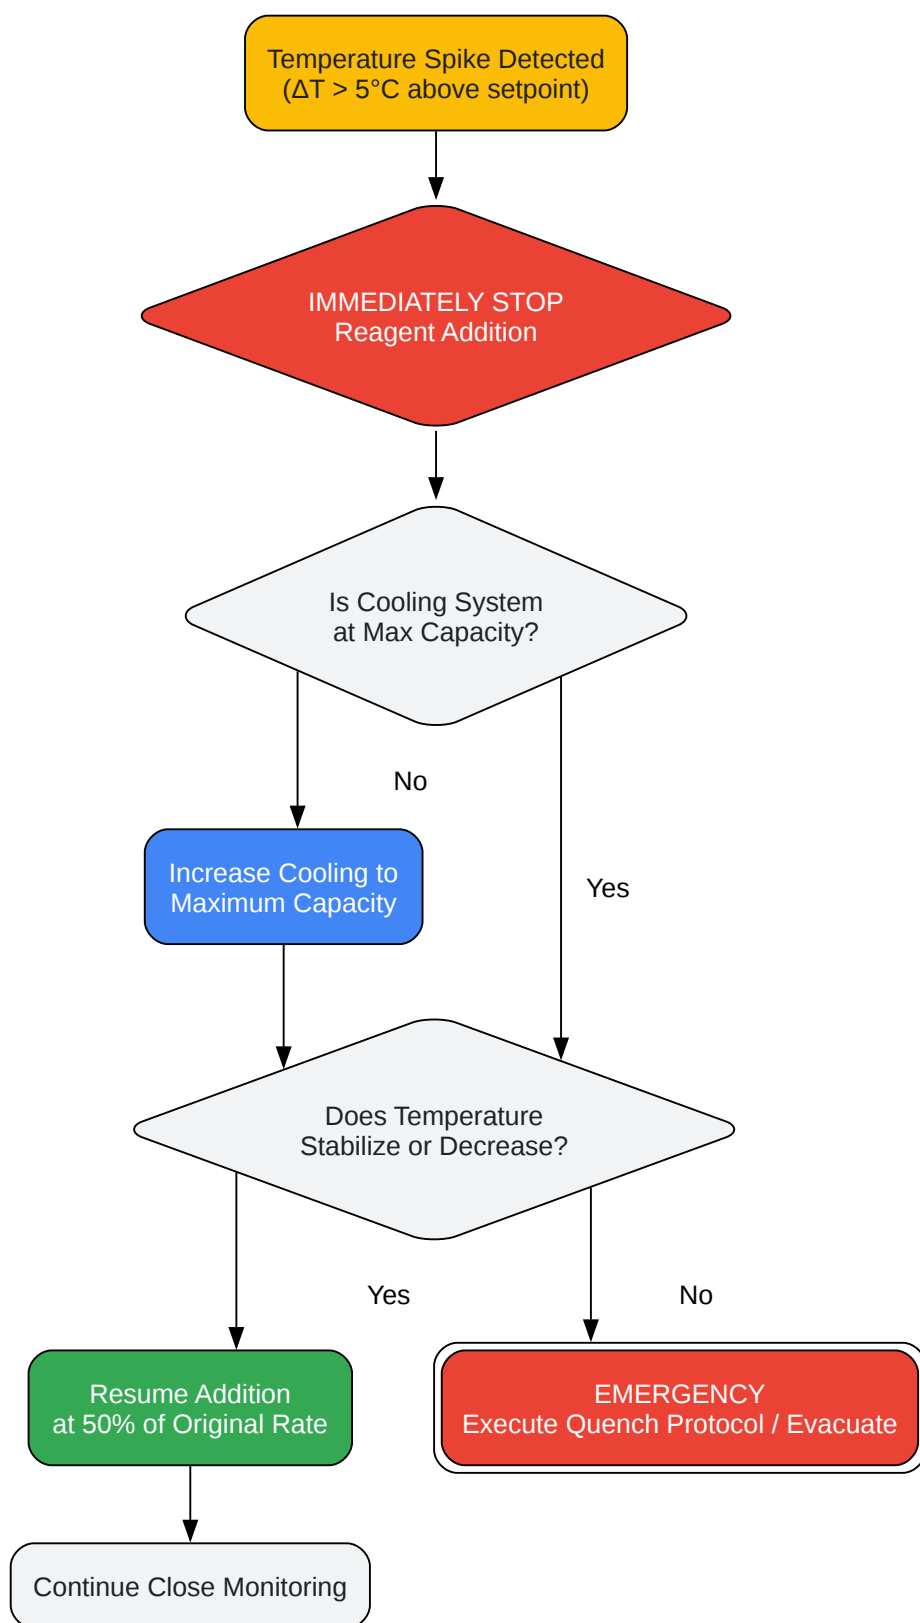 Temperature Spike Detected
(ΔT > 5°C above setpoint)
IMMEDIATELY STOP
Reagent Addition
Is Cooling System
at Max Capacity?
No
Increase Cooling to
Maximum Capacity
Yes
Does Temperature
Stabilize or Decrease?
Yes
No
Resume Addition
at 50% of Original Rate
EMERGENCY
Execute Quench Protocol / Evacuate
Continue Close Monitoring